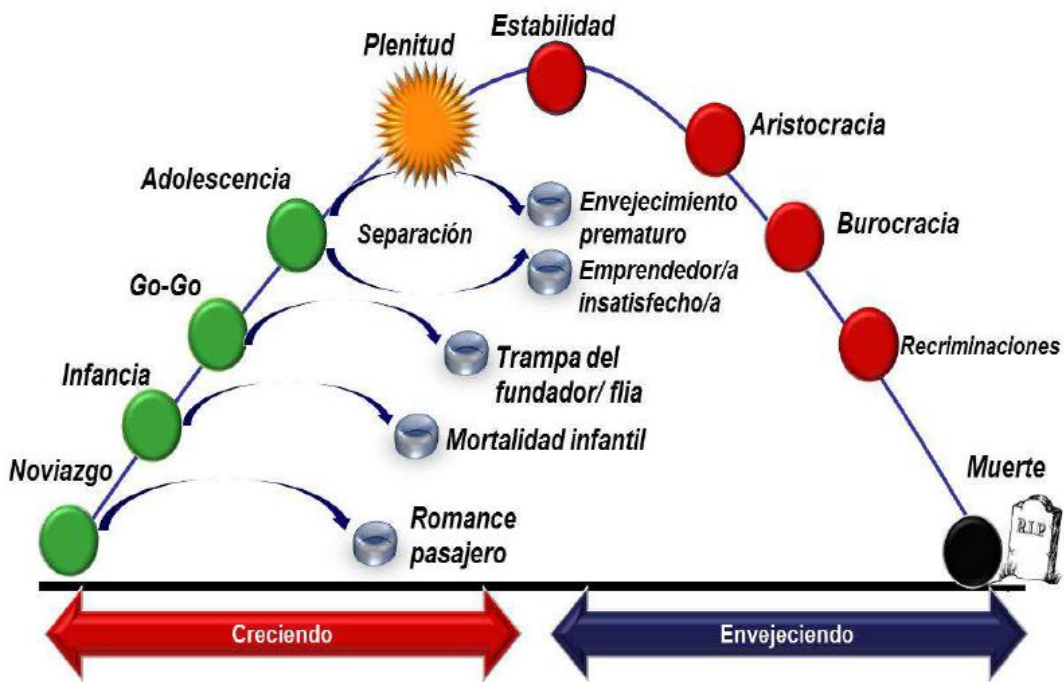 Estabilidad
Plenitud
Aristocracia
Adolescencia
Envejecimiento
prematuro
Separación
Burocracia
Emprendedor/a
insatisfecho/a
Go-Go
Trampa del
fundador/ flia
Recriminaciones
Infancia
Mortalidad infantil
Noviazgo
Muerte
Romance
pasajero
R.I.P
Creciendo
Envejeciendo